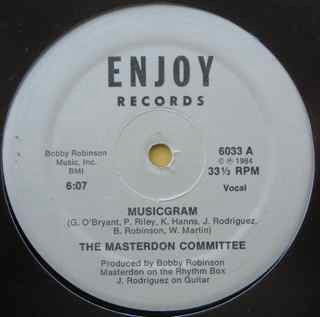 ENJOY
RECORDS
Bobby Robinson
Music, Inc.
BMI
6:07
6033 A
© ℗ 1984
33⅓ RPM
Vocal
MUSICGRAM
(G. O'Bryant, P. Riley, K. Hanns, J. Rodriguez,
B. Robinson, W. Martin)
THE MASTERDON COMMITTEE
Produced by Bobby Robinson
Masterdon on the Rhythm Box
J. Rodriguez on Guitar